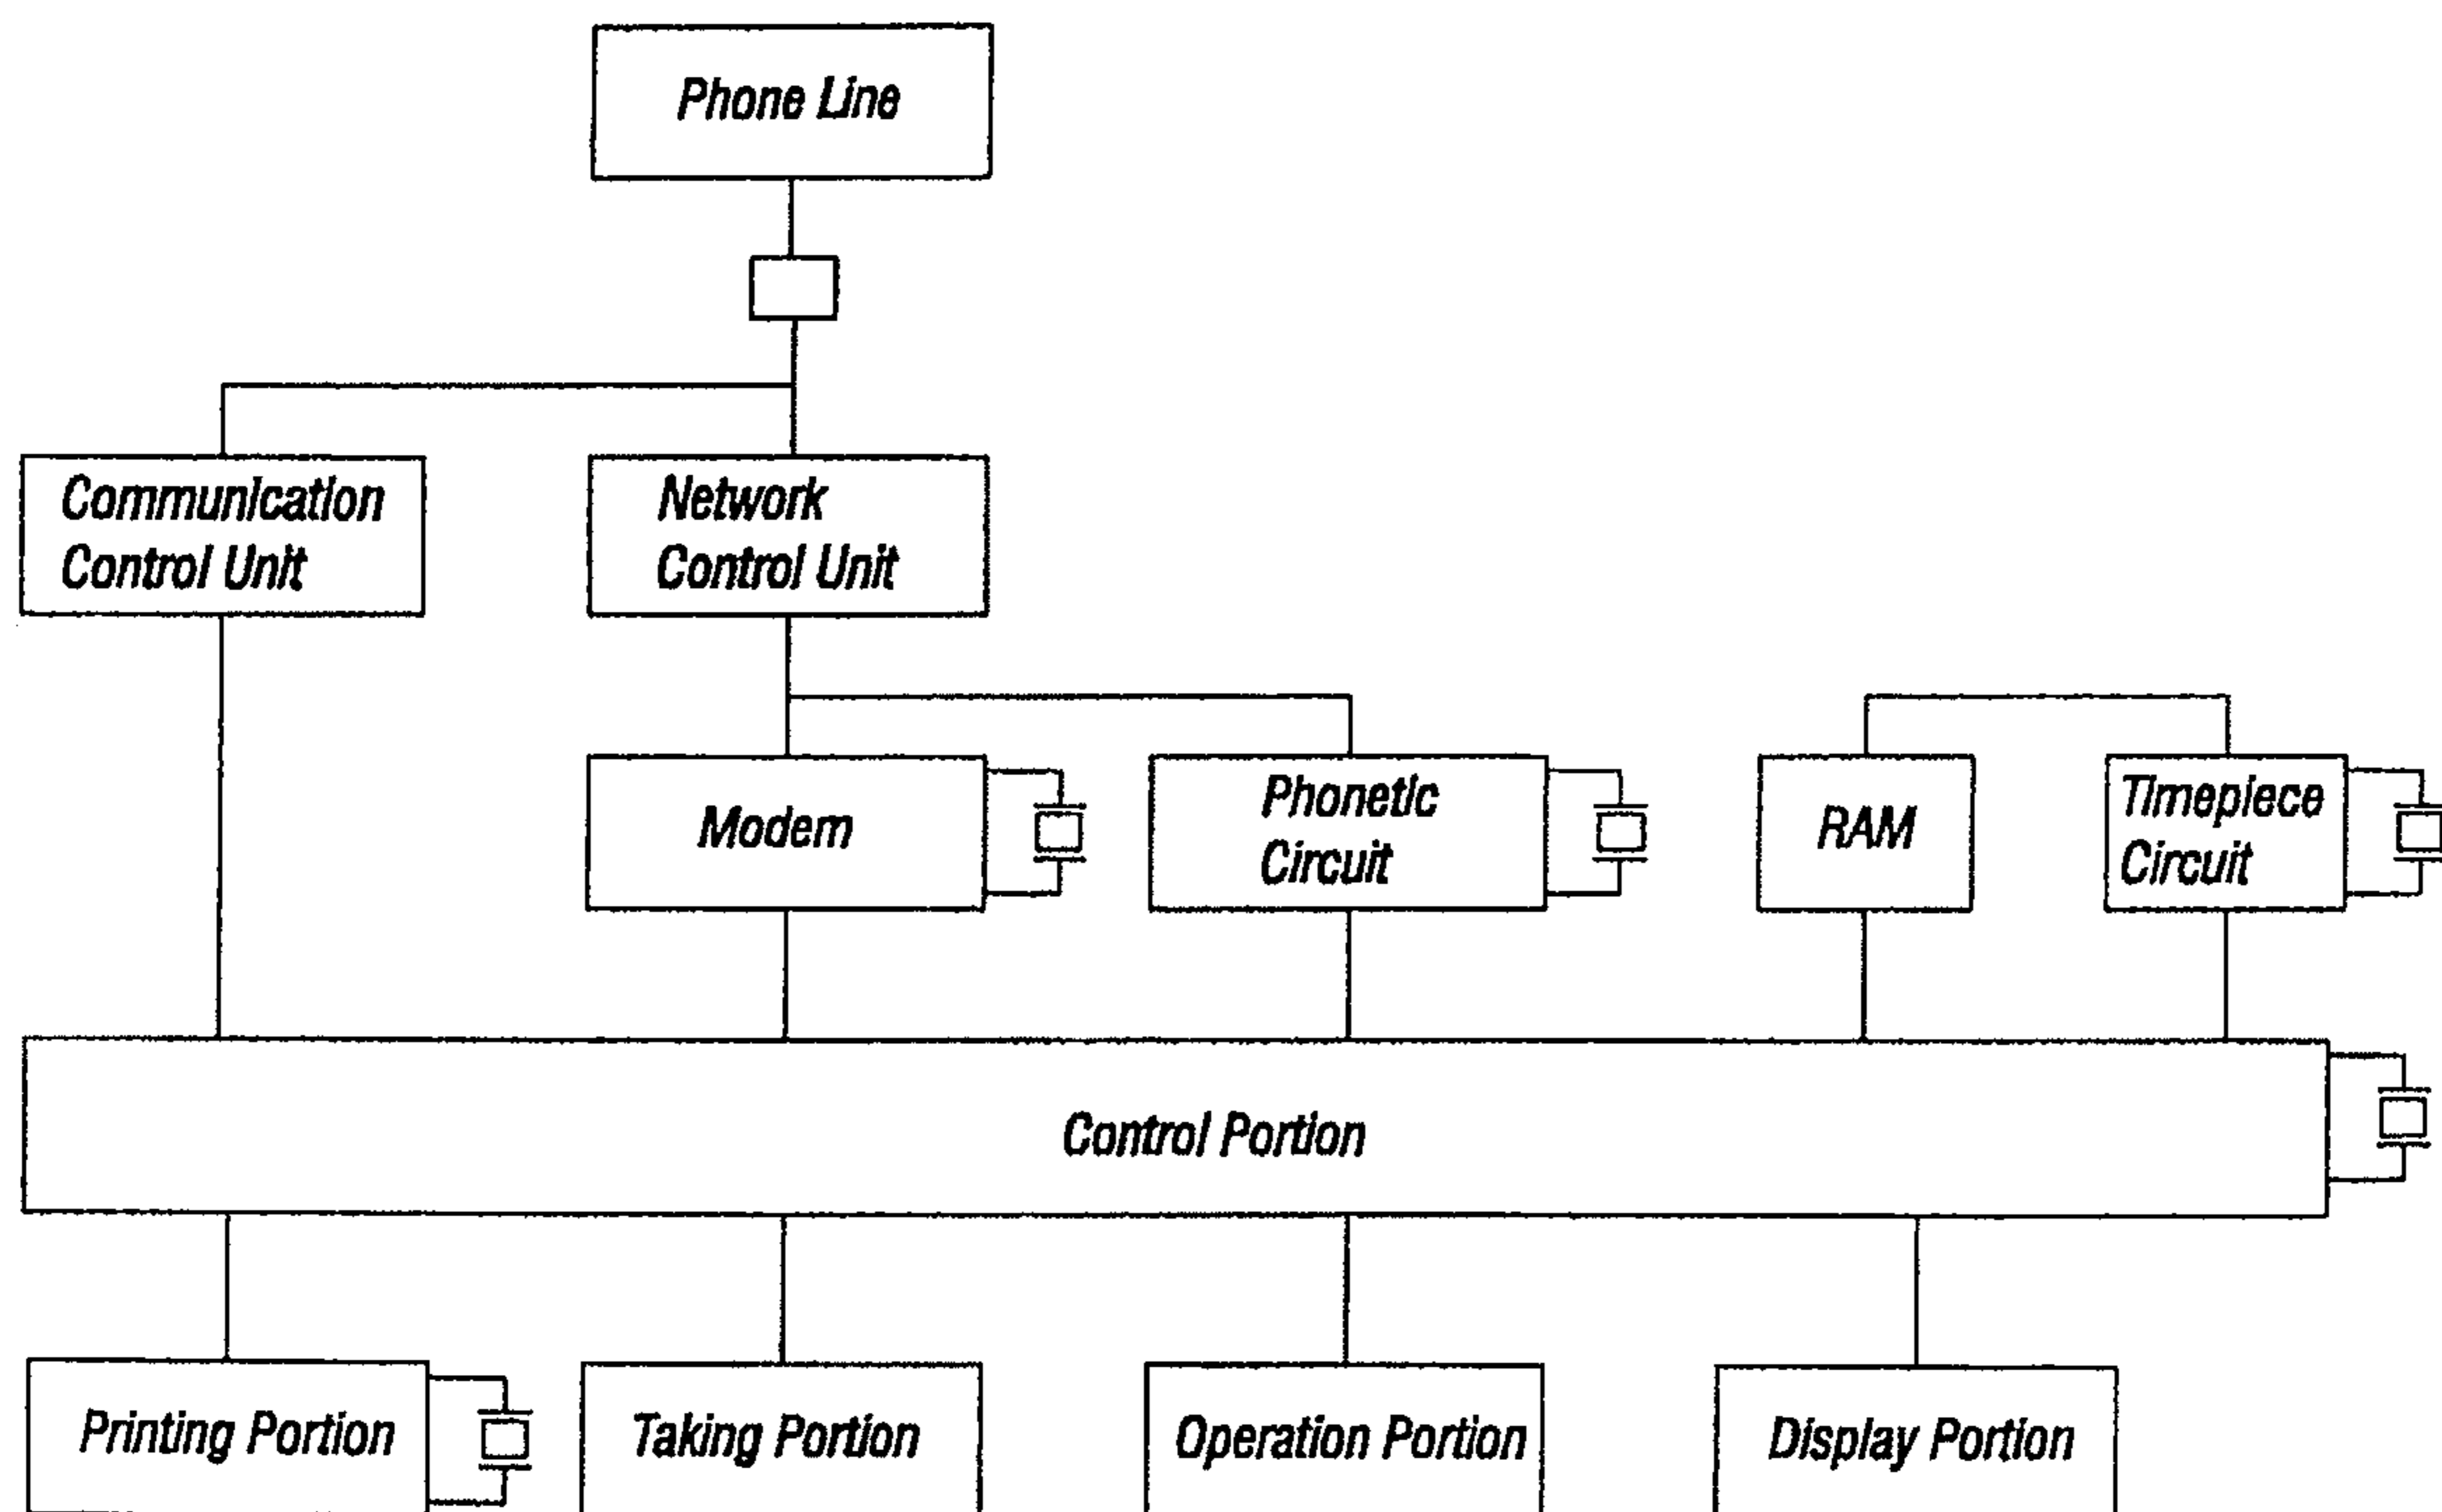 Phone Line
Communication
Control Unit
Network
Control Unit
Modem
Phonetic
Circuit
RAM
Timepiece
Circuit
Control Portion
Printing Portion
Taking Portion
Operation Portion
Display Portion